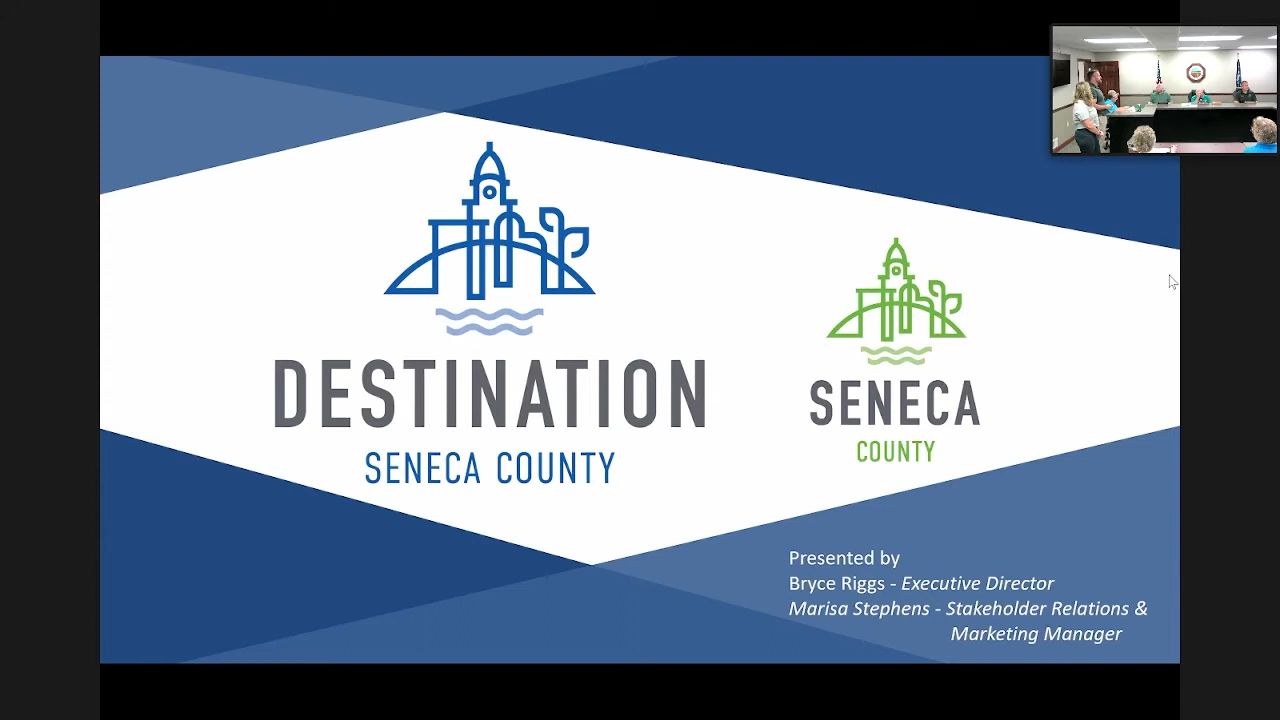 DESTINATION
SENECA COUNTY
SENECA
COUNTY
Presented by
Bryce Riggs - Executive Director
Marisa Stephens - Stakeholder Relations &
Marketing Manager